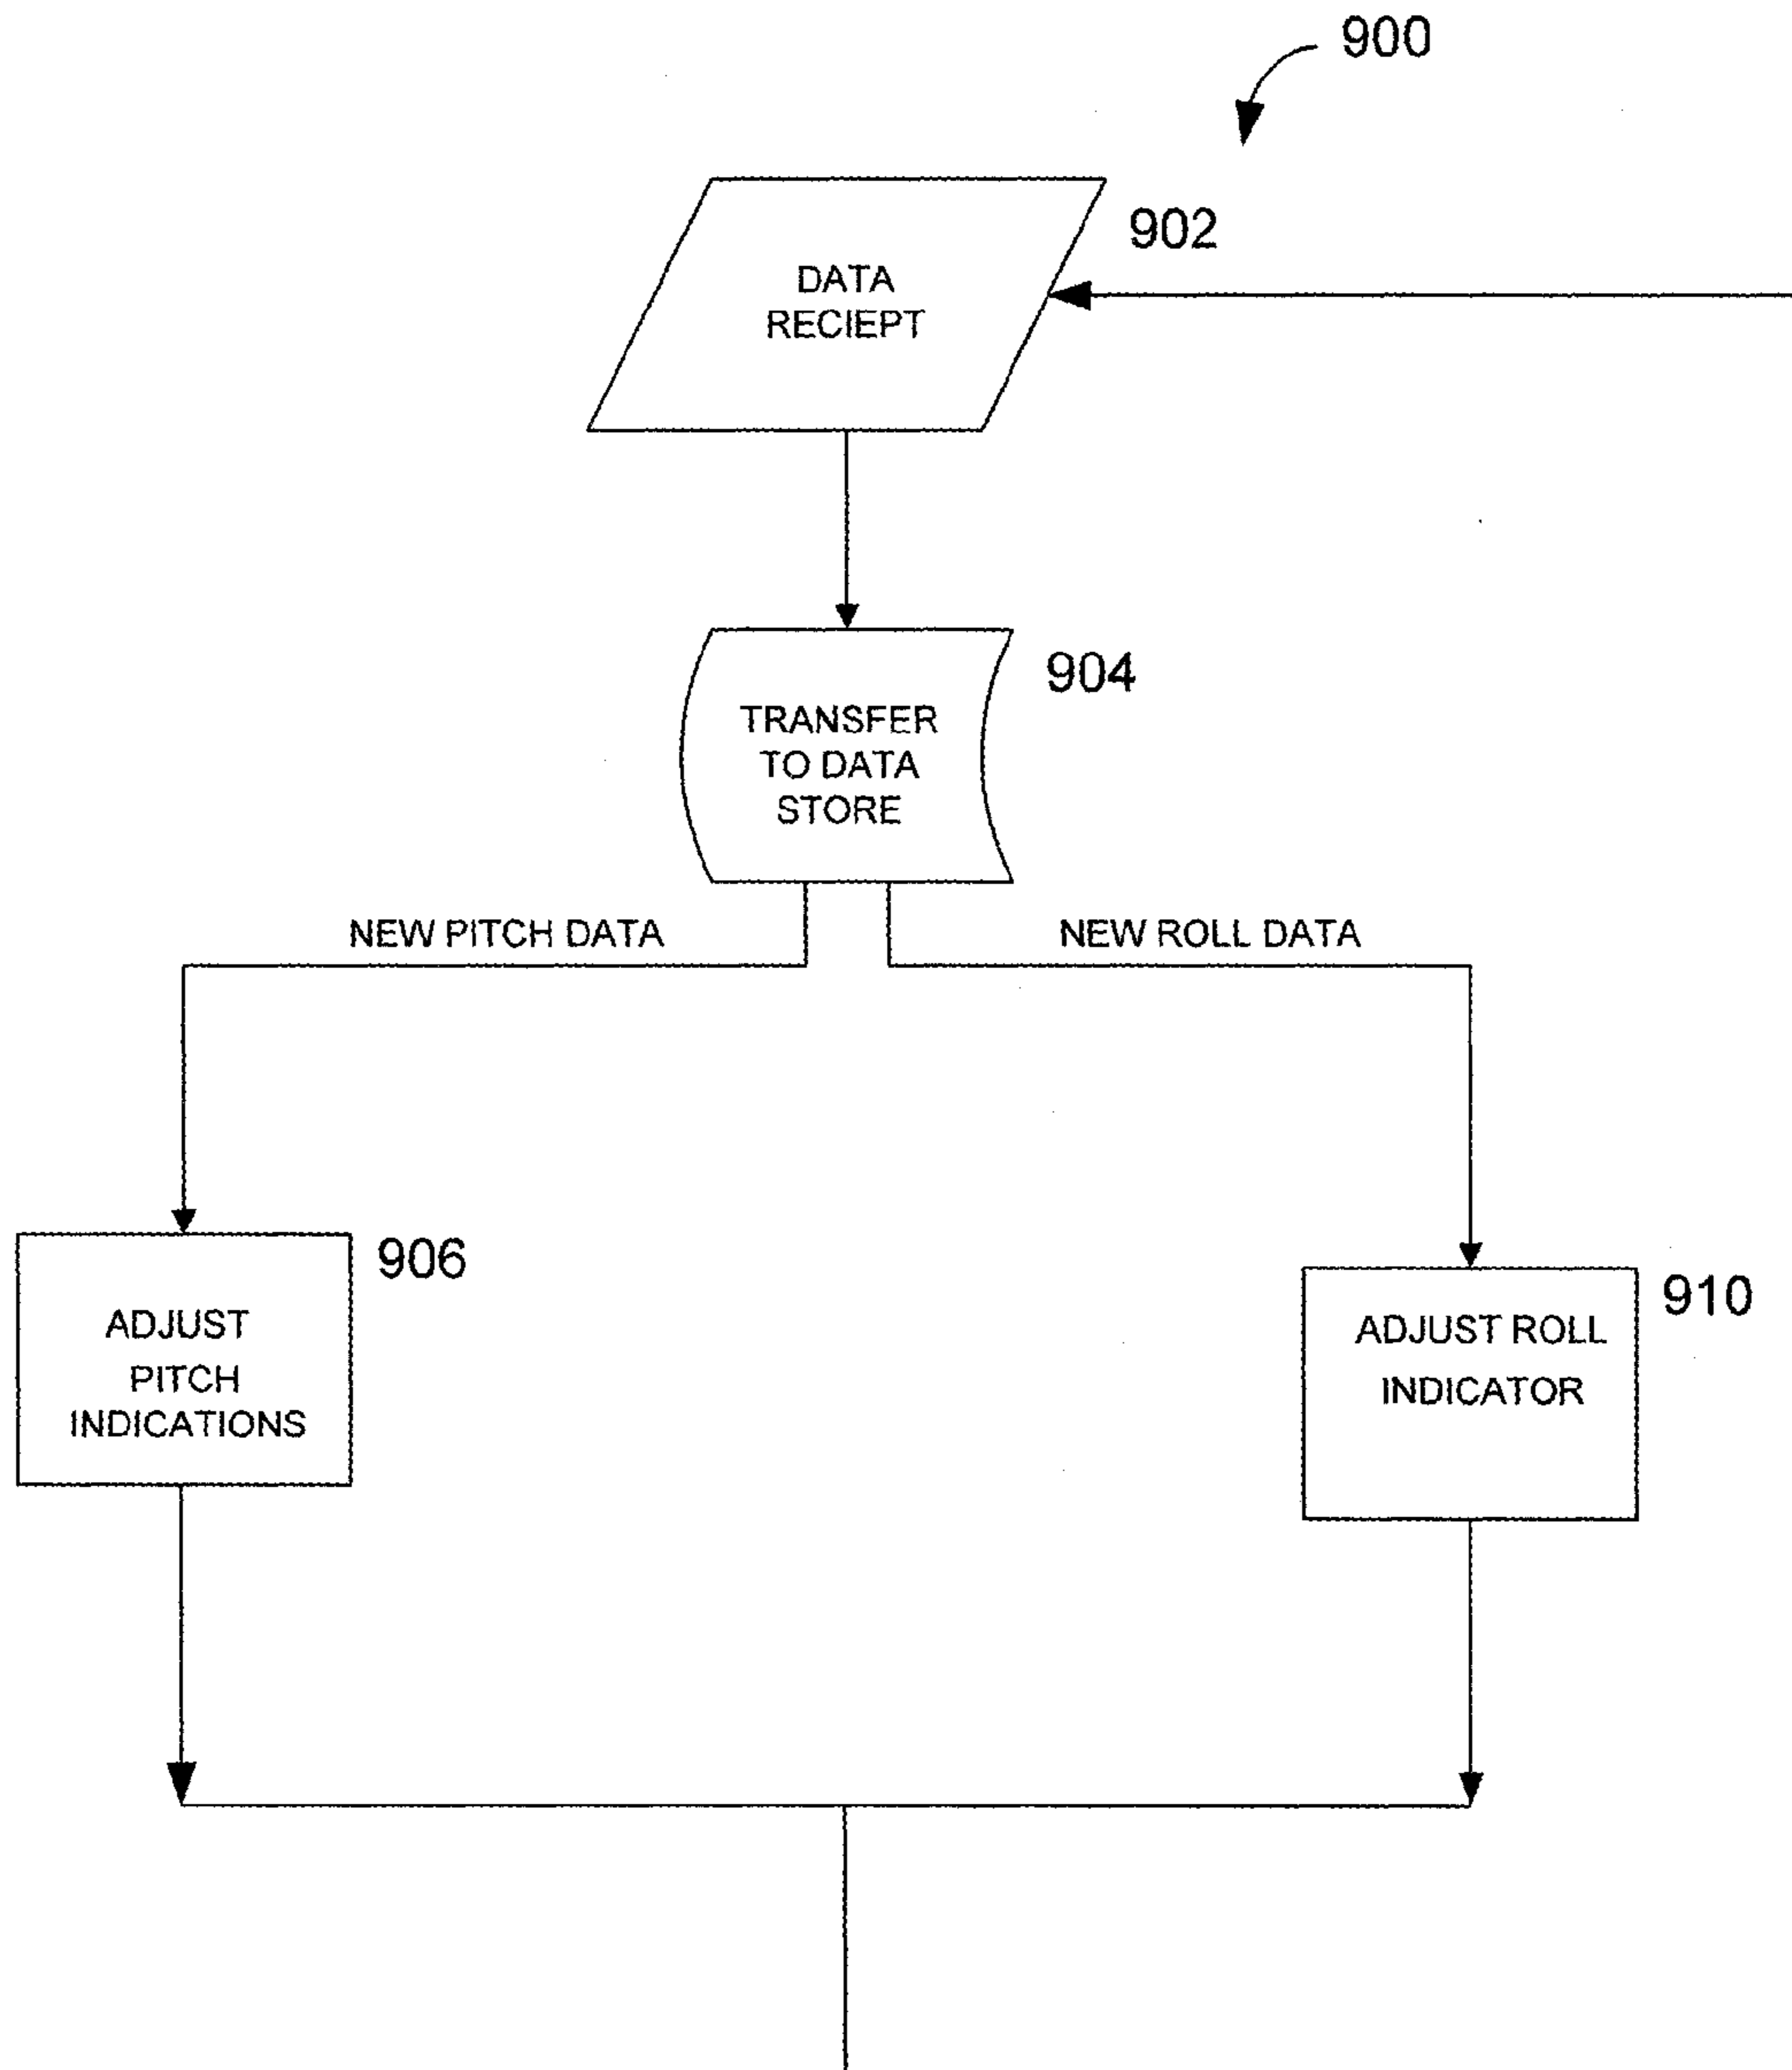 900
902
DATA
RECIEPT
904
TRANSFER
TO DATA
STORE
NEW PITCH DATA
NEW ROLL DATA
906
ADJUST
PITCH
INDICATIONS
910
ADJUST ROLL
INDICATOR